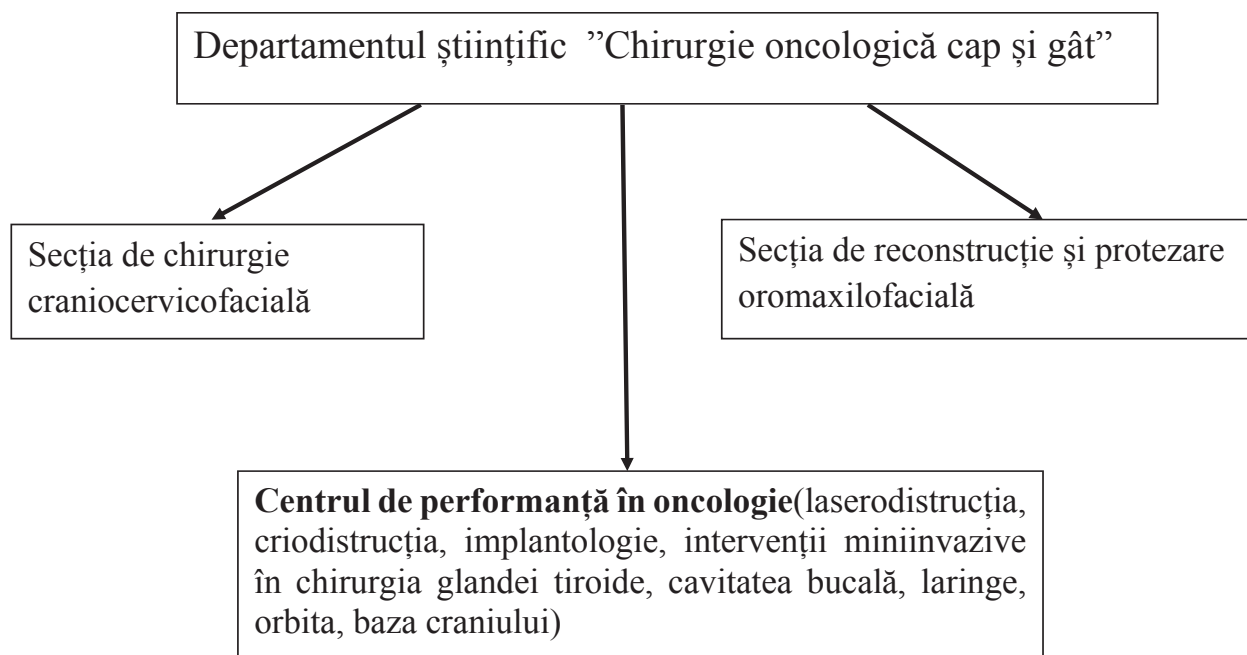 Departamentul științific ”Chirurgie oncologică cap și gât”
Secția de chirurgie
craniocervicofacială
Secția de reconstrucție și protezare
oromaxilofacială
Centrul de performanță în oncologie(laserodistrucția,
criodistrucția, implantologie, intervenții miniinvazive
în chirurgia glandei tiroide, cavitatea bucală, laringe,
orbita, baza craniului)